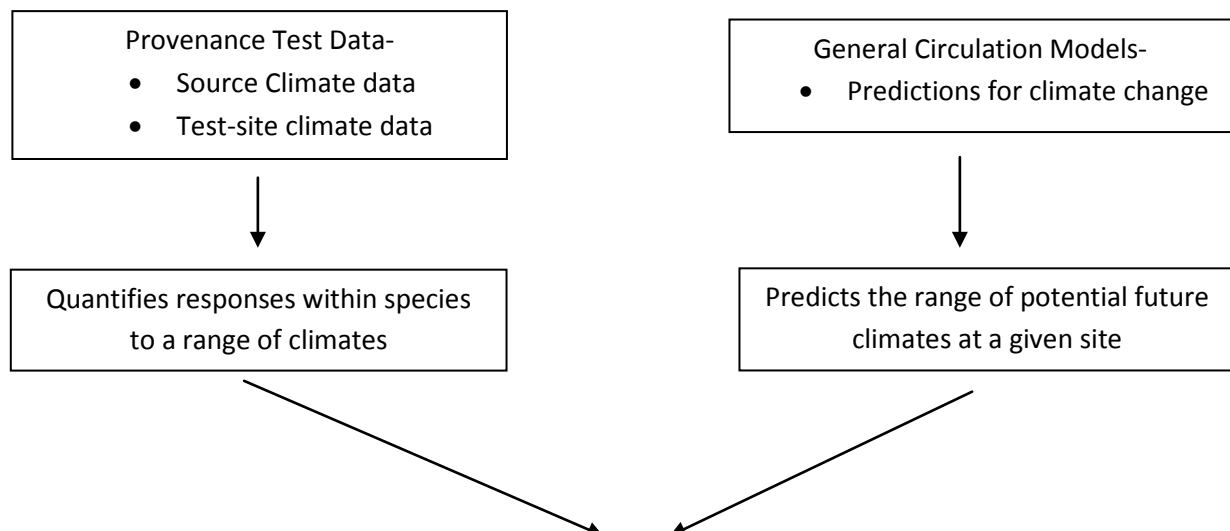 Provenance Test Data-
• Source Climate data
• Test-site climate data
General Circulation Models-
• Predictions for climate change
Quantifies responses within species
to a range of climates
Predicts the range of potential future
climates at a given site